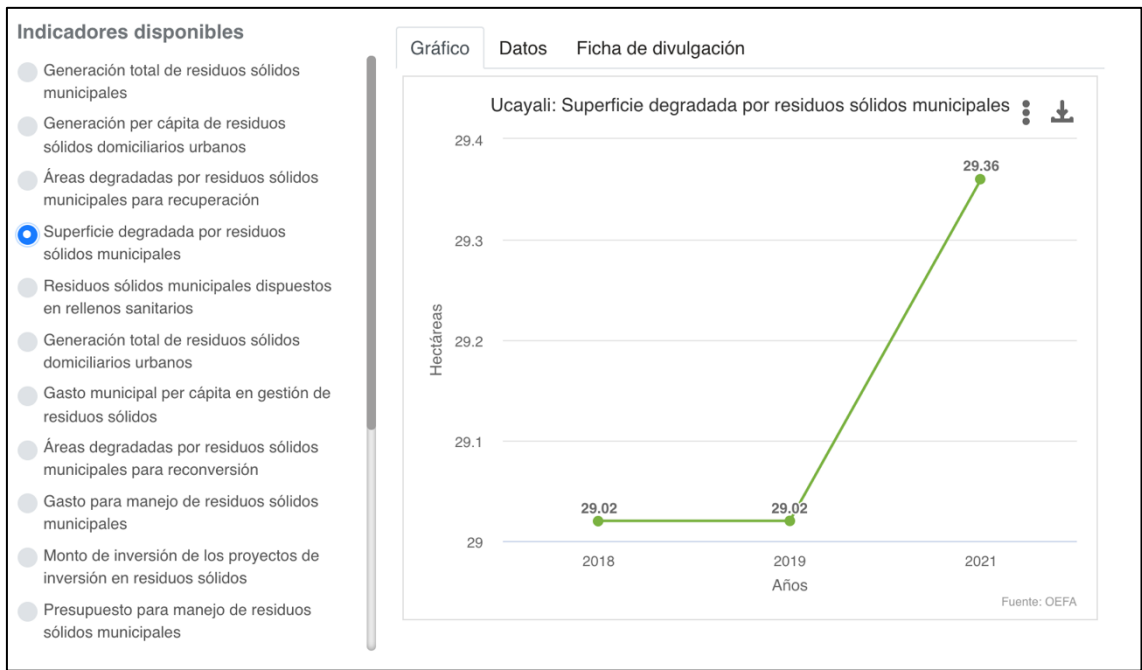 Indicadores disponibles
Generación total de residuos sólidos
municipales
Generación per cápita de residuos
sólidos domiciliarios urbanos
Áreas degradadas por residuos sólidos
municipales para recuperación
Superficie degradada por residuos
sólidos municipales
Residuos sólidos municipales dispuestos
en rellenos sanitarios
Generación total de residuos sólidos
domiciliarios urbanos
Gasto municipal per cápita en gestión de
residuos sólidos
Áreas degradadas por residuos sólidos
municipales para reconversión
Gasto para manejo de residuos sólidos
municipales
Monto de inversión de los proyectos de
inversión en residuos sólidos
Presupuesto para manejo de residuos
sólidos municipales
Gráfico Datos Ficha de divulgación
Ucayali: Superficie degradada por residuos sólidos municipales
Hectáreas
29.4
29.3
29.2
29.1
29
29.02 29.02 29.36
2018 2019 2021
Años
Fuente: OEFA